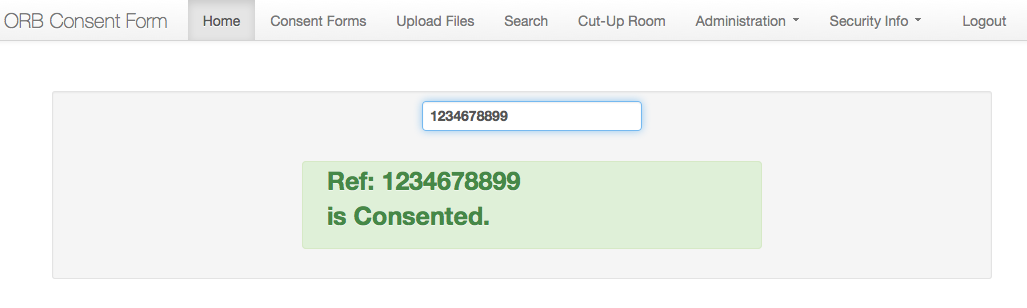 ORB Consent Form Home Consent Forms Upload Files Search Cut-Up Room Administration Security Info Logout
1234678899
Ref: 1234678899
is Consented.